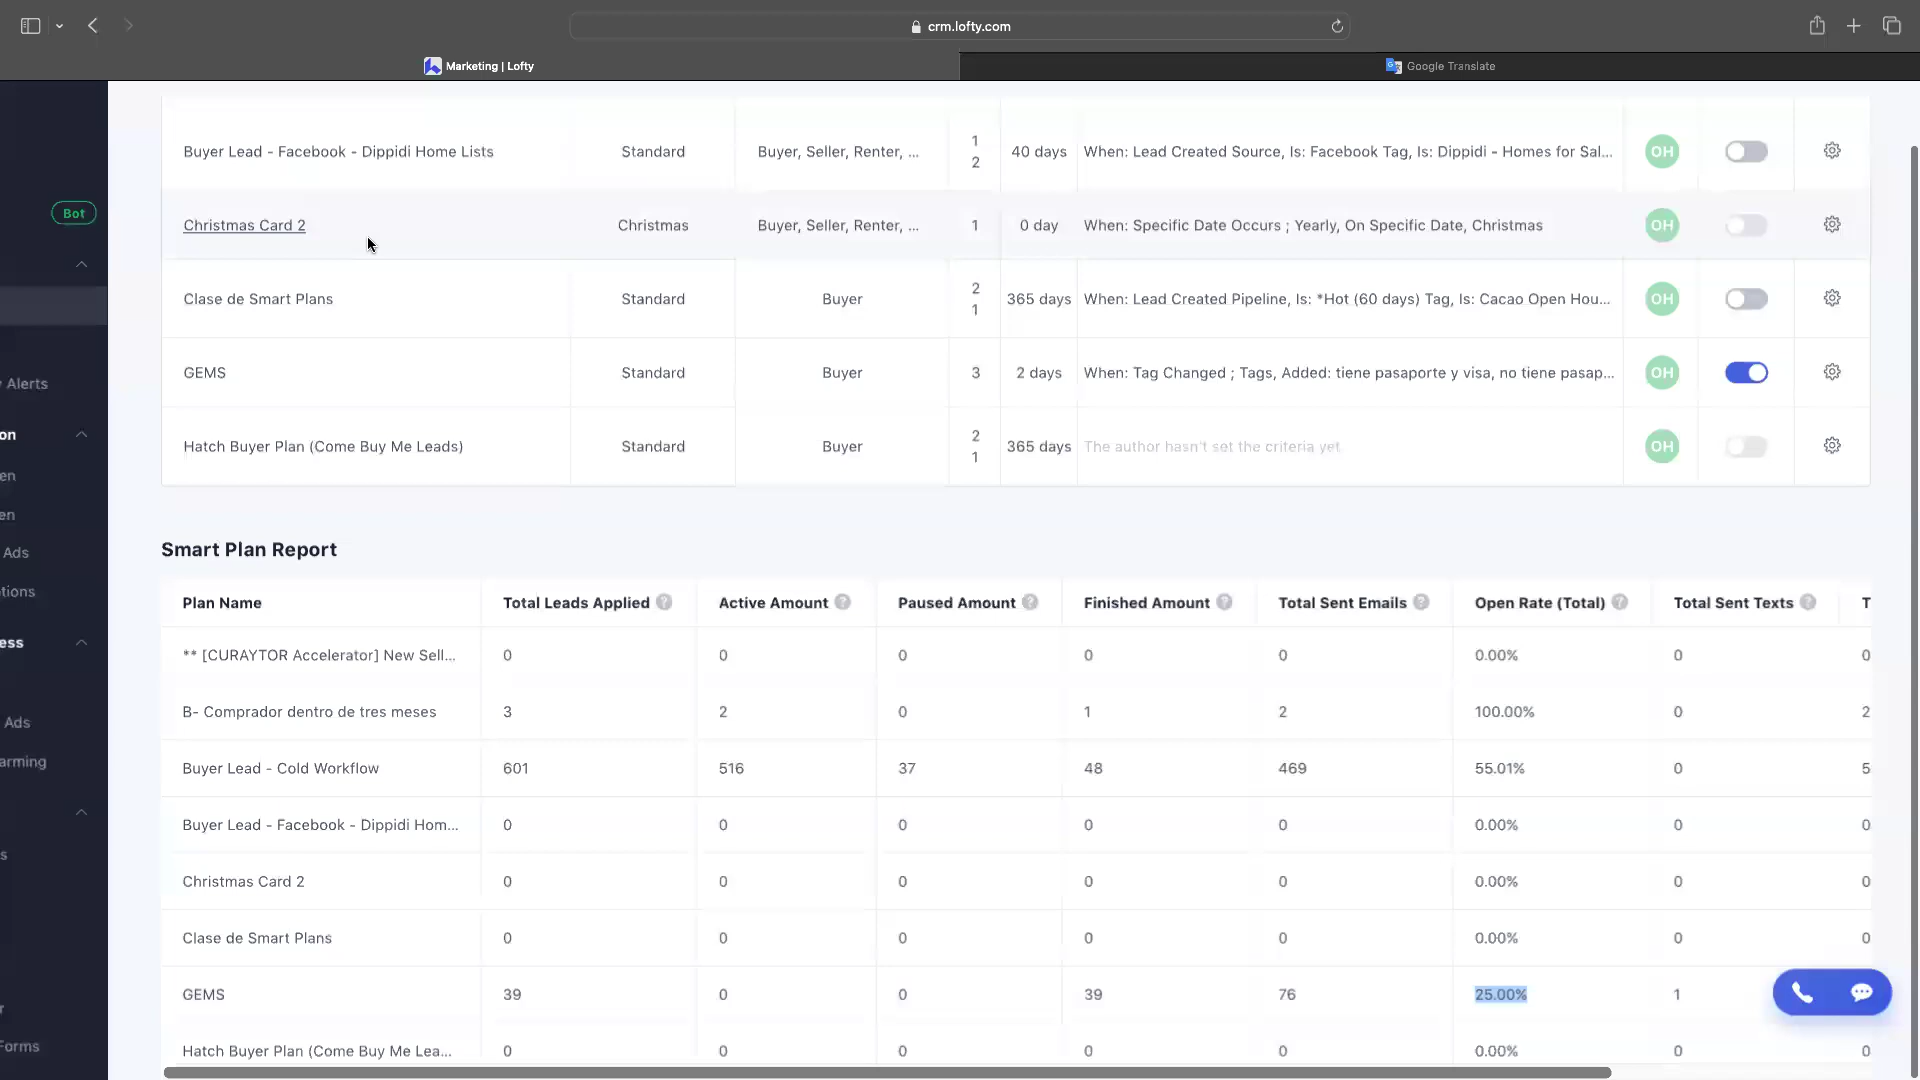 crm.lofty.com
Marketing | Lofty
Google Translate
Buyer Lead - Facebook - Dippidi Home Lists Standard Buyer, Seller, Renter, ... 1 2 40 days When: Lead Created Source, Is: Facebook Tag, Is: Dippidi - Homes for Sal... OH
Bot
Christmas Card 2 Christmas Buyer, Seller, Renter, ... 1 0 day When: Specific Date Occurs ; Yearly, On Specific Date, Christmas OH
Clase de Smart Plans Standard Buyer 2 1 365 days When: Lead Created Pipeline, Is: *Hot (60 days) Tag, Is: Cacao Open Hou... OH
GEMS Standard Buyer 3 2 days When: Tag Changed ; Tags, Added: tiene pasaporte y visa, no tiene pasap... OH
y Alerts
on
Hatch Buyer Plan (Come Buy Me Leads) Standard Buyer 2 1 365 days The author hasn't set the criteria yet OH
en
en
Ads
tions
ess
Ads
arming
s
r
Forms
Smart Plan Report
Plan Name Total Leads Applied Active Amount Paused Amount Finished Amount Total Sent Emails Open Rate (Total) Total Sent Texts T
** [CURAYTOR Accelerator] New Sell... 0 0 0 0 0 0.00% 0 0
B- Comprador dentro de tres meses 3 2 0 1 2 100.00% 0 2
Buyer Lead - Cold Workflow 601 516 37 48 469 55.01% 0 5
Buyer Lead - Facebook - Dippidi Hom... 0 0 0 0 0 0.00% 0 0
Christmas Card 2 0 0 0 0 0 0.00% 0 0
Clase de Smart Plans 0 0 0 0 0 0.00% 0 0
GEMS 39 0 0 39 76 25.00% 1
Hatch Buyer Plan (Come Buy Me Lea... 0 0 0 0 0 0.00% 0 0